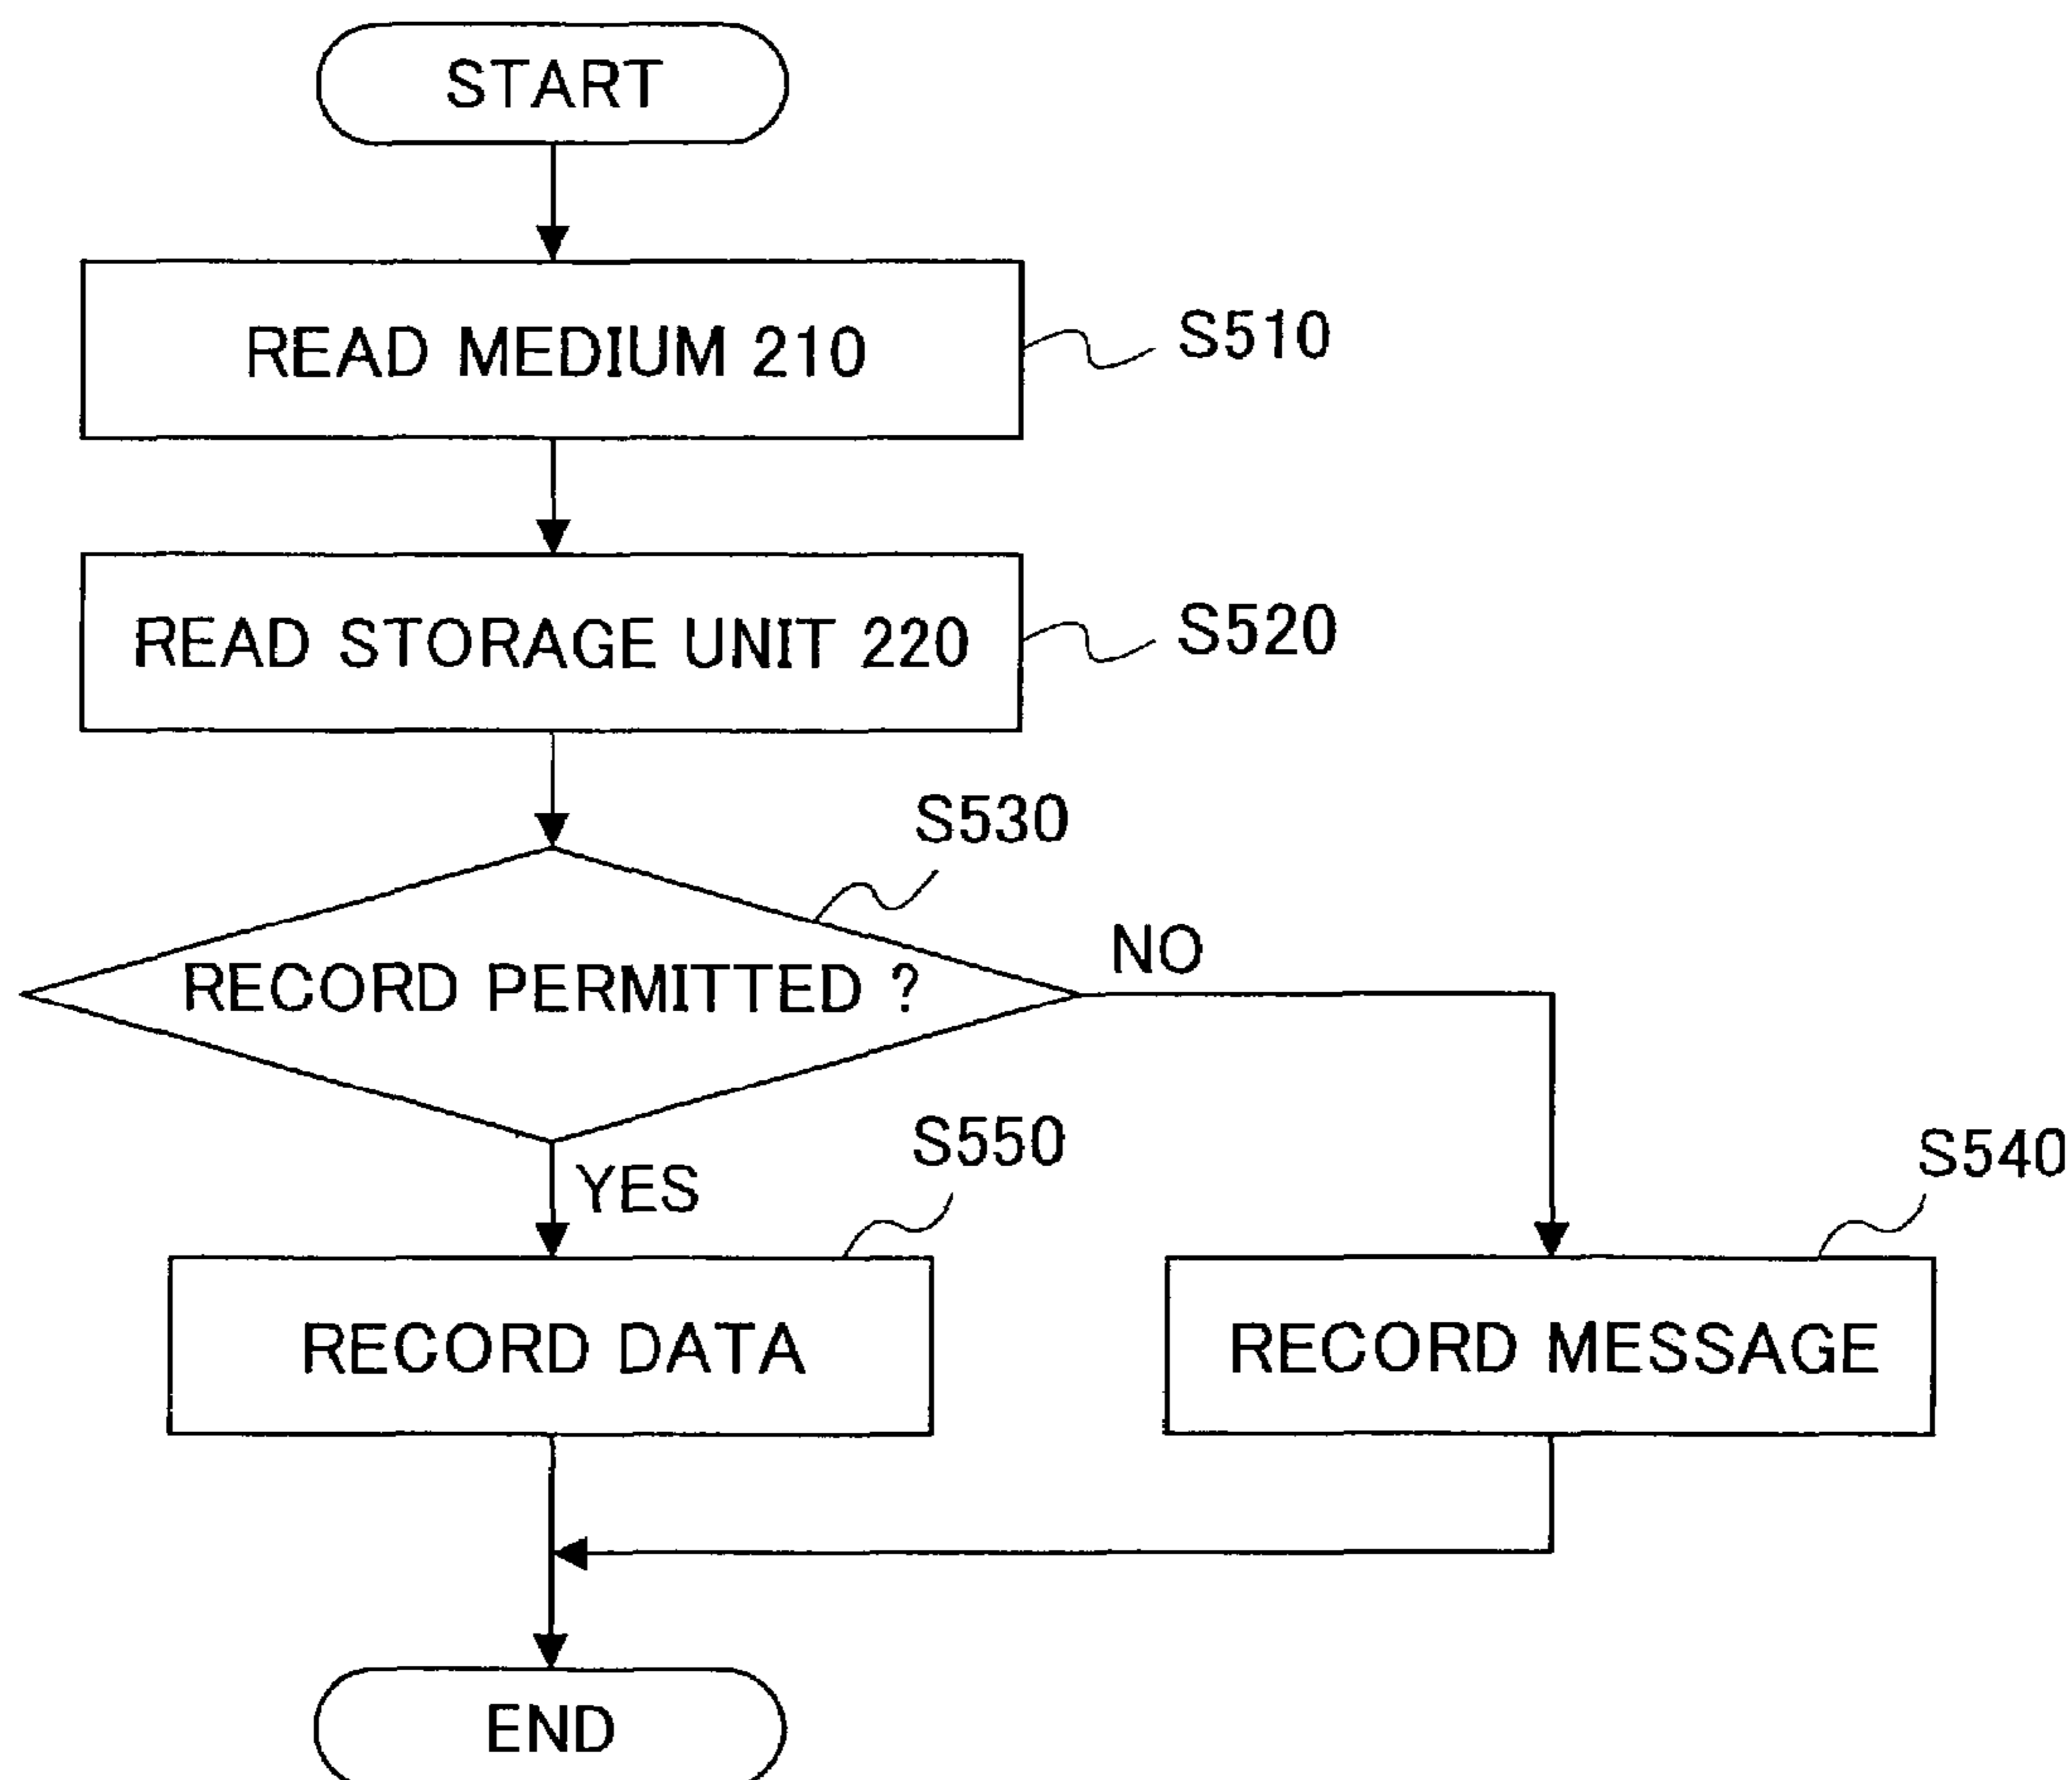 START
READ MEDIUM 210
S510
READ STORAGE UNIT 220
S520
S530
RECORD PERMITTED ?
NO
YES
S550
S540
RECORD DATA
RECORD MESSAGE
END